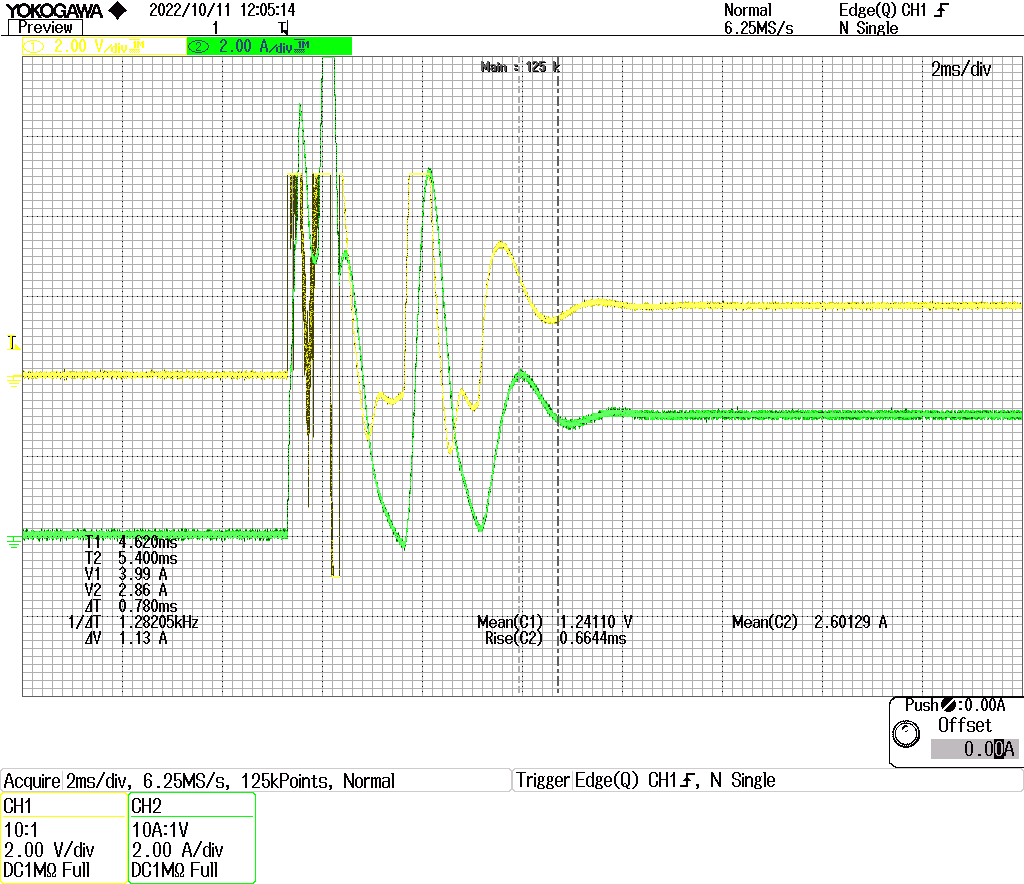 YOKOGAWA ◆ 2022/10/11 12:05:14 Normal Edge(Q) CH1
Preview 1 T 6.25MS/s N Single
1 2.00 V/div 2 2.00 A/div
Main : 125 k
2ms/div
T
T1 4.620ms
T2 5.400ms
V1 3.99 A
V2 2.86 A
ΔT 0.780ms
1/ΔT 1.28205kHz Mean(C1) 1.24110 V Mean(C2) 2.60129 A
ΔV 1.13 A Rise(C2) 0.6644ms
Push :0.00A
Offset
0.00A
Acquire 2ms/div, 6.25MS/s, 125kPoints, Normal Trigger Edge(Q) CH1, N Single
CH1 CH2
10:1 10A:1V
2.00 V/div 2.00 A/div
DC1MΩ Full DC1MΩ Full